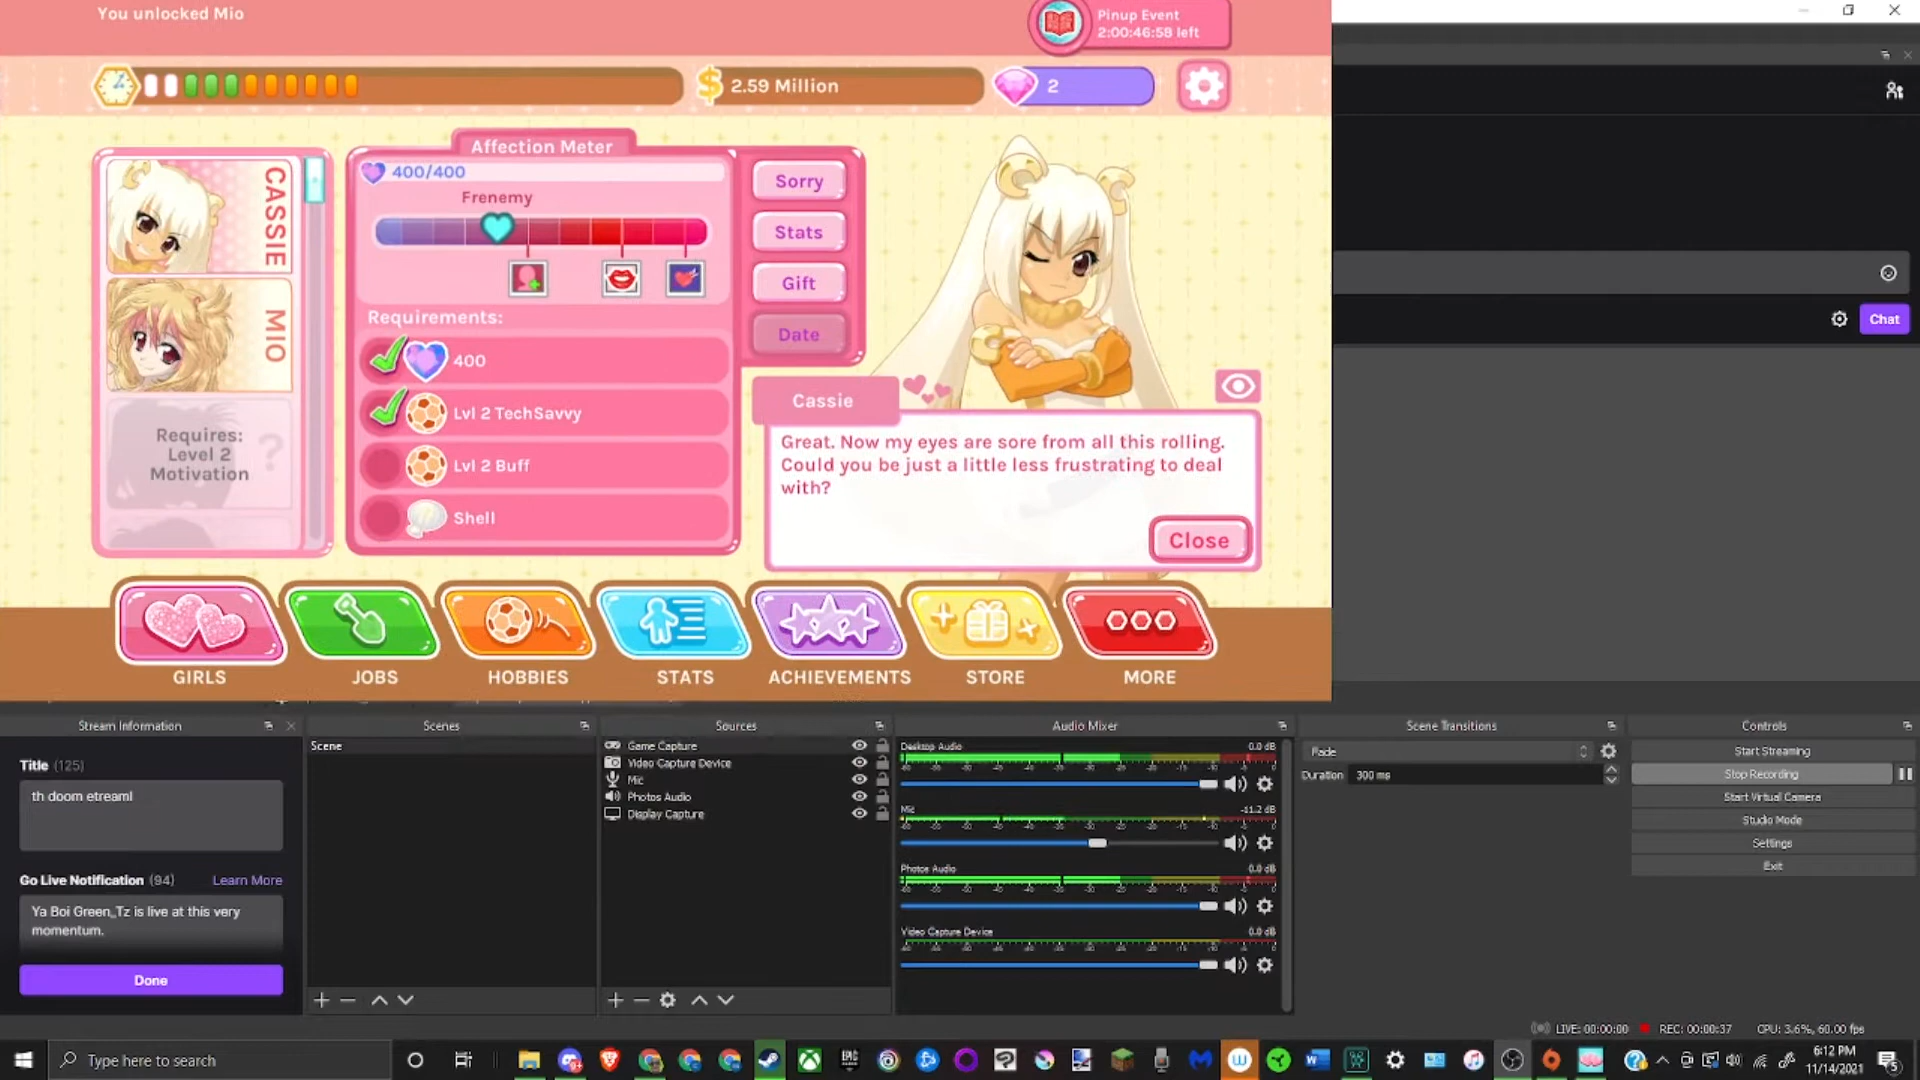 You unlocked Mio
Pinup Event
2:00:46:58 left
2.59 Million
2
CASSIE
MIO
Requires:
Level 2
Motivation
?
Affection Meter
400/400
Frenemy
Requirements:
400
Lvl 2 TechSavvy
Lvl 2 Buff
Shell
Sorry
Stats
Gift
Date
Cassie
Great. Now my eyes are sore from all this rolling.
Could you be just a little less frustrating to deal
with?
Close
GIRLS
JOBS
HOBBIES
STATS
ACHIEVEMENTS
STORE
MORE
Chat
Stream Information
Title (125)
th doom etreaml
Go Live Notification (94)
Learn More
Ya Boi Green_Tz is live at this very
momentum.
Done
Scenes
Scene
Sources
Game Capture
Video Capture Device
Mic
Photos Audio
Display Capture
Audio Mixer
Desktop Audio
0.0 dB
Mic
-11.2 dB
Photos Audio
0.0 dB
Video Capture Device
0.0 dB
Scene Transitions
Fade
Duration
300 ms
Controls
Start Streaming
Stop Recording
Start Virtual Camera
Studio Mode
Settings
Exit
LIVE: 00:00:00
REC: 00:00:37
CPU: 3.6%, 60.00 fps
Type here to search
6:12 PM
11/14/2021